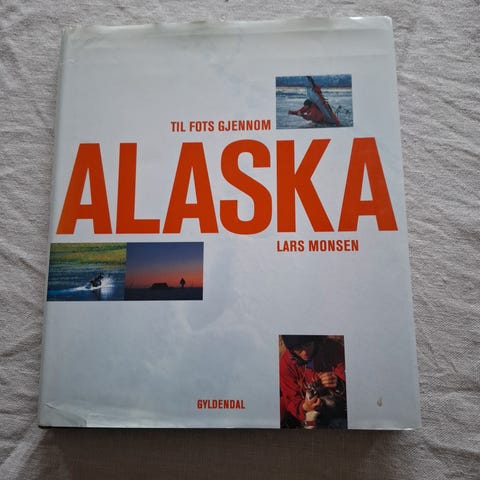 TIL FOTS GJENNOM
ALASKA
LARS MONSEN
GYLDENDAL